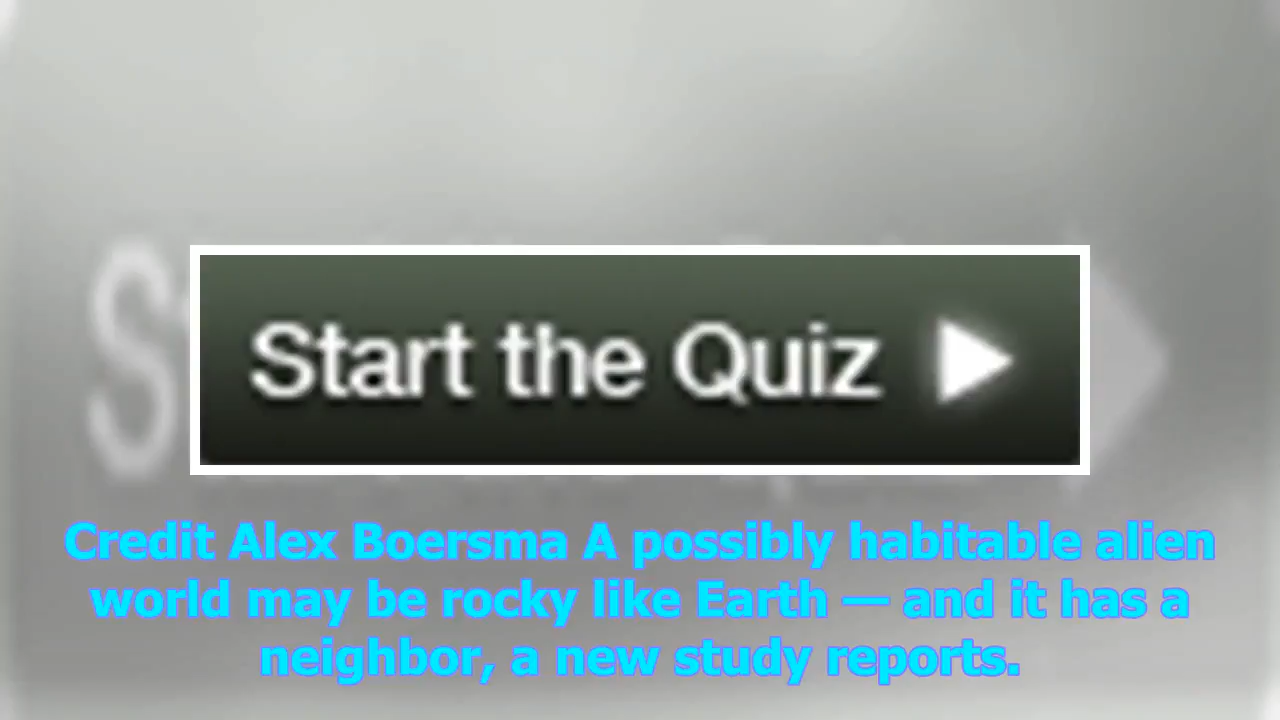 Start the Quiz
Credit Alex Boersma A possibly habitable alien
world may be rocky like Earth — and it has a
neighbor, a new study reports.